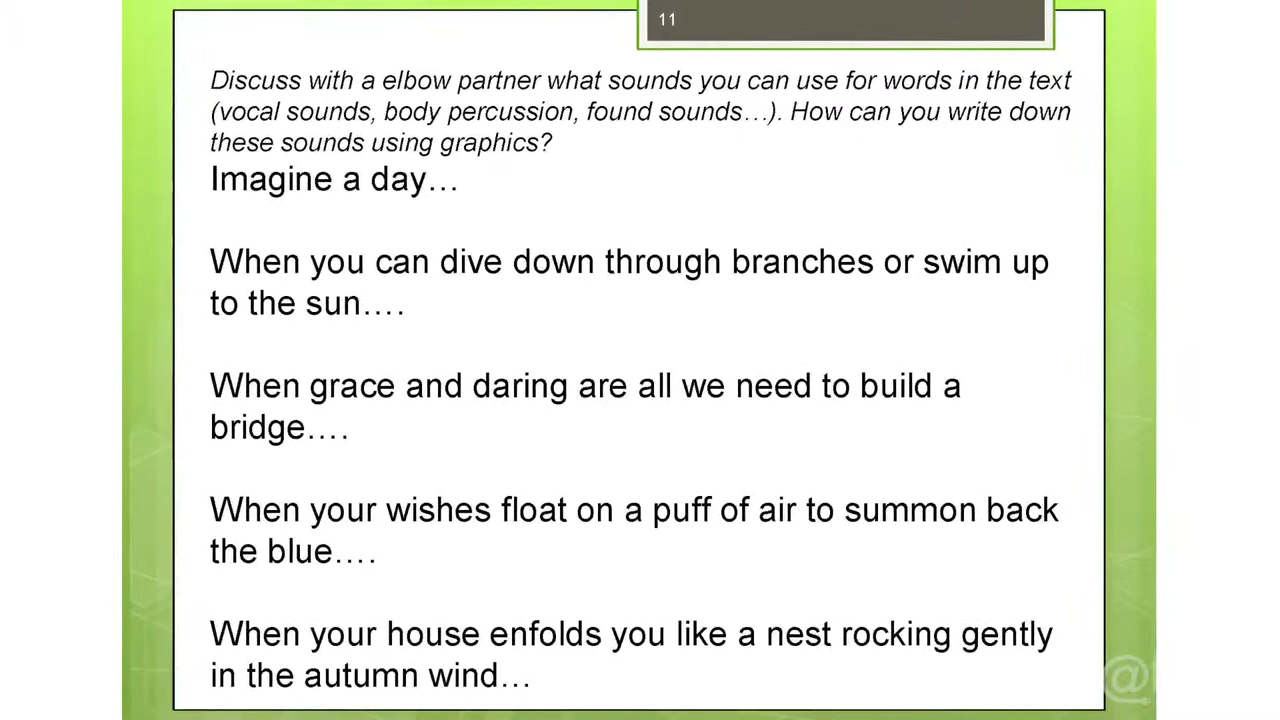 11
Discuss with a elbow partner what sounds you can use for words in the text
(vocal sounds, body percussion, found sounds…). How can you write down
these sounds using graphics?
Imagine a day…
When you can dive down through branches or swim up
to the sun….
When grace and daring are all we need to build a
bridge….
When your wishes float on a puff of air to summon back
the blue….
When your house enfolds you like a nest rocking gently
in the autumn wind…
@